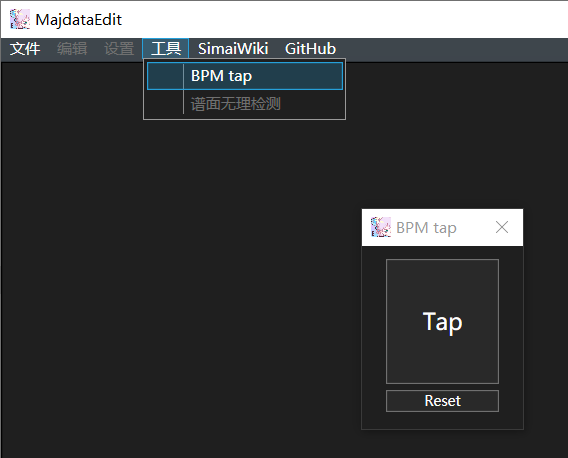 MajdataEdit
文件 编辑 设置 工具 SimaiWiki GitHub
BPM tap
谱面无理检测
BPM tap
Tap
Reset